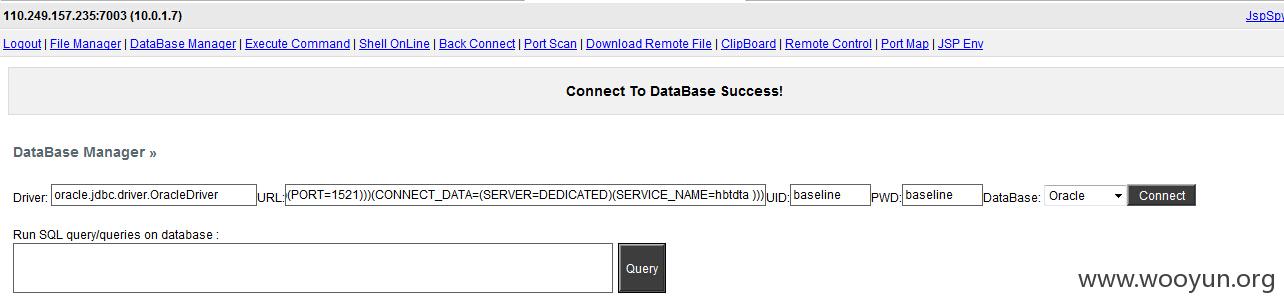 110.249.157.235:7003 (10.0.1.7) JspSpy
Logout | File Manager | DataBase Manager | Execute Command | Shell OnLine | Back Connect | Port Scan | Download Remote File | ClipBoard | Remote Control | Port Map | JSP Env
Connect To DataBase Success!
DataBase Manager »
Driver: oracle.jdbc.driver.OracleDriver URL: (PORT=1521)))(CONNECT_DATA=(SERVER=DEDICATED)(SERVICE_NAME=hbtdta ))) UID: baseline PWD: baseline DataBase: Oracle Connect
Run SQL query/queries on database :
Query
www.wooyun.org